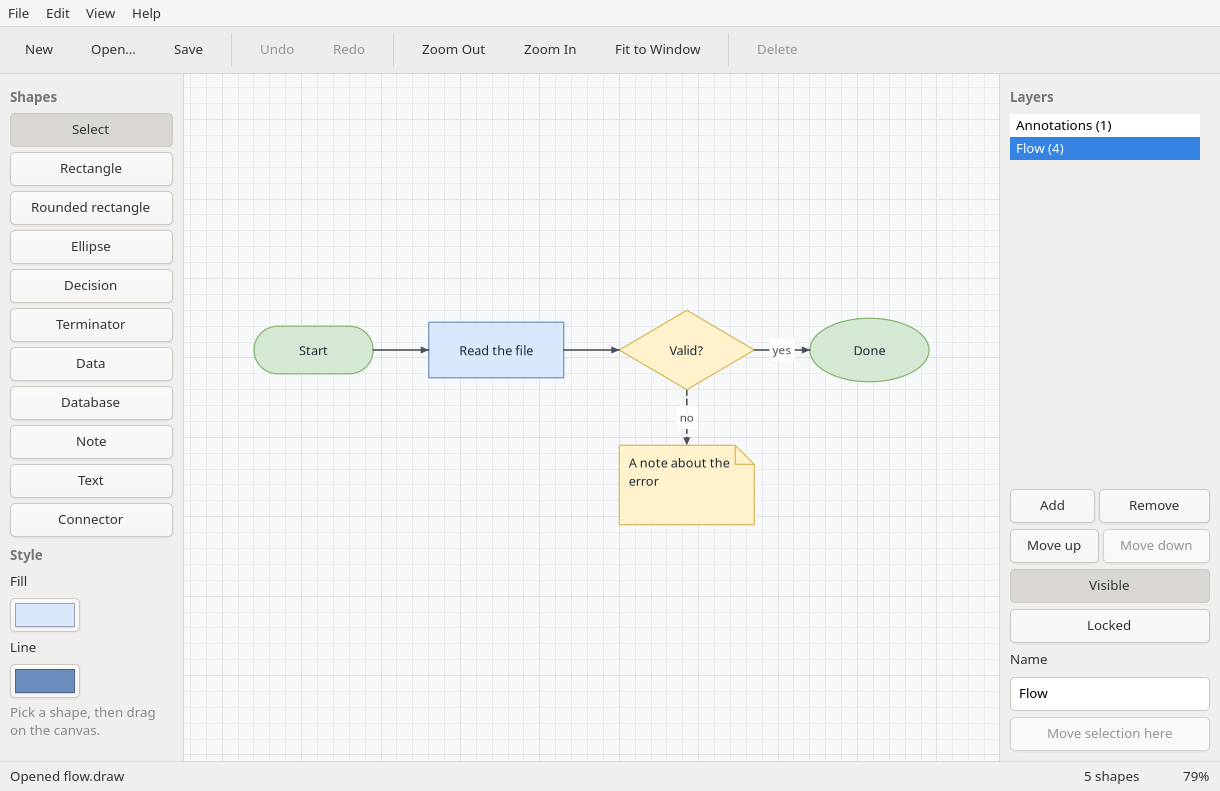 File Edit View Help
New Open... Save Undo Redo Zoom Out Zoom In Fit to Window Delete
Shapes
Select
Rectangle
Rounded rectangle
Ellipse
Decision
Terminator
Data
Database
Note
Text
Connector
Style
Fill
Line
Pick a shape, then drag
on the canvas.
Start
Read the file
Valid?
yes
Done
no
A note about the
error
Layers
Annotations (1)
Flow (4)
Add Remove
Move up Move down
Visible
Locked
Name
Flow
Move selection here
Opened flow.draw 5 shapes 79%